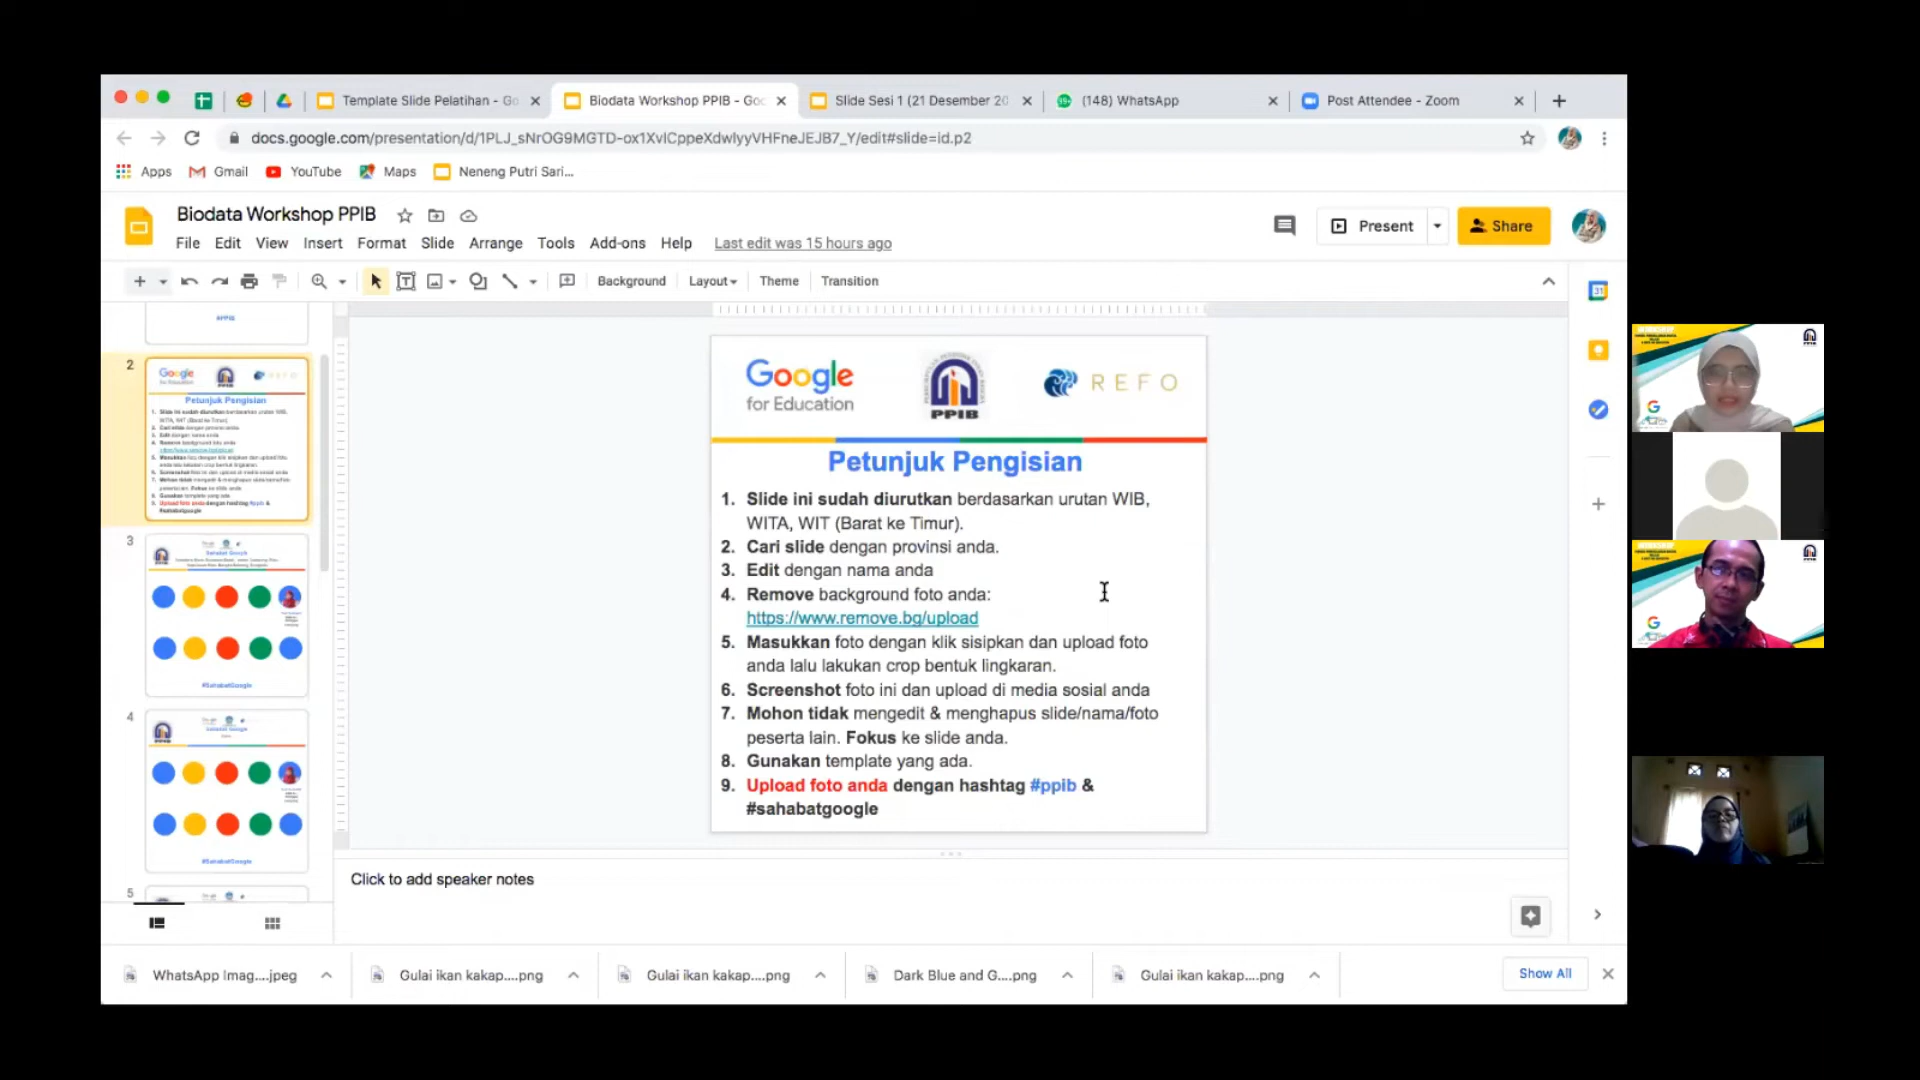 Template Slide Pelatihan - Go
Biodata Workshop PPIB - Goo
Slide Sesi 1 (21 Desember 20
(148) WhatsApp
Post Attendee - Zoom
docs.google.com/presentation/d/1PLJ_sNrOG9MGTD-ox1XvlCppeXdwlyyVHFneJEJB7_Y/edit#slide=id.p2
Apps
Gmail
YouTube
Maps
Neneng Putri Sari...
Biodata Workshop PPIB
Present
Share
File Edit View Insert Format Slide Arrange Tools Add-ons Help
Last edit was 15 hours ago
Background
Layout
Theme
Transition
#PPIB
2
3
#SahabatGoogle
4
#SahabatGoogle
5
Google
for Education
PPIB
REFO
Petunjuk Pengisian
1. Slide ini sudah diurutkan berdasarkan urutan WIB,
WITA, WIT (Barat ke Timur).
2. Cari slide dengan provinsi anda.
3. Edit dengan nama anda
4. Remove background foto anda:
https://www.remove.bg/upload
5. Masukkan foto dengan klik sisipkan dan upload foto
anda lalu lakukan crop bentuk lingkaran.
6. Screenshot foto ini dan upload di media sosial anda
7. Mohon tidak mengedit & menghapus slide/nama/foto
peserta lain. Fokus ke slide anda.
8. Gunakan template yang ada.
9. Upload foto anda dengan hashtag #ppib &
#sahabatgoogle
Click to add speaker notes
WhatsApp Imag....jpeg
Gulai ikan kakap....png
Gulai ikan kakap....png
Dark Blue and G....png
Gulai ikan kakap....png
Show All